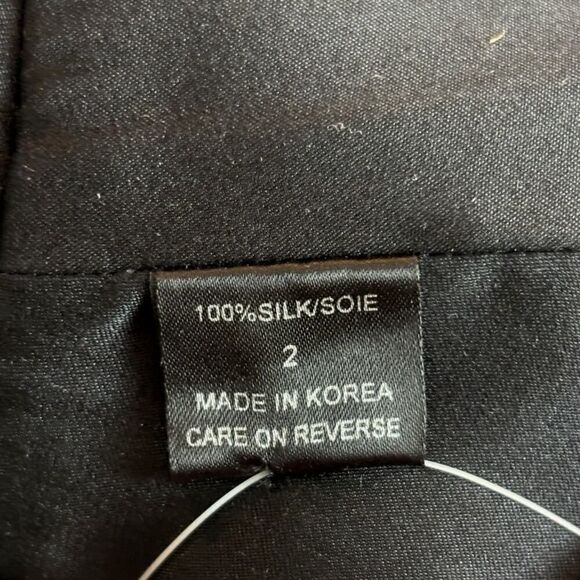 100%SILK/SOIE
2
MADE IN KOREA
CARE ON REVERSE